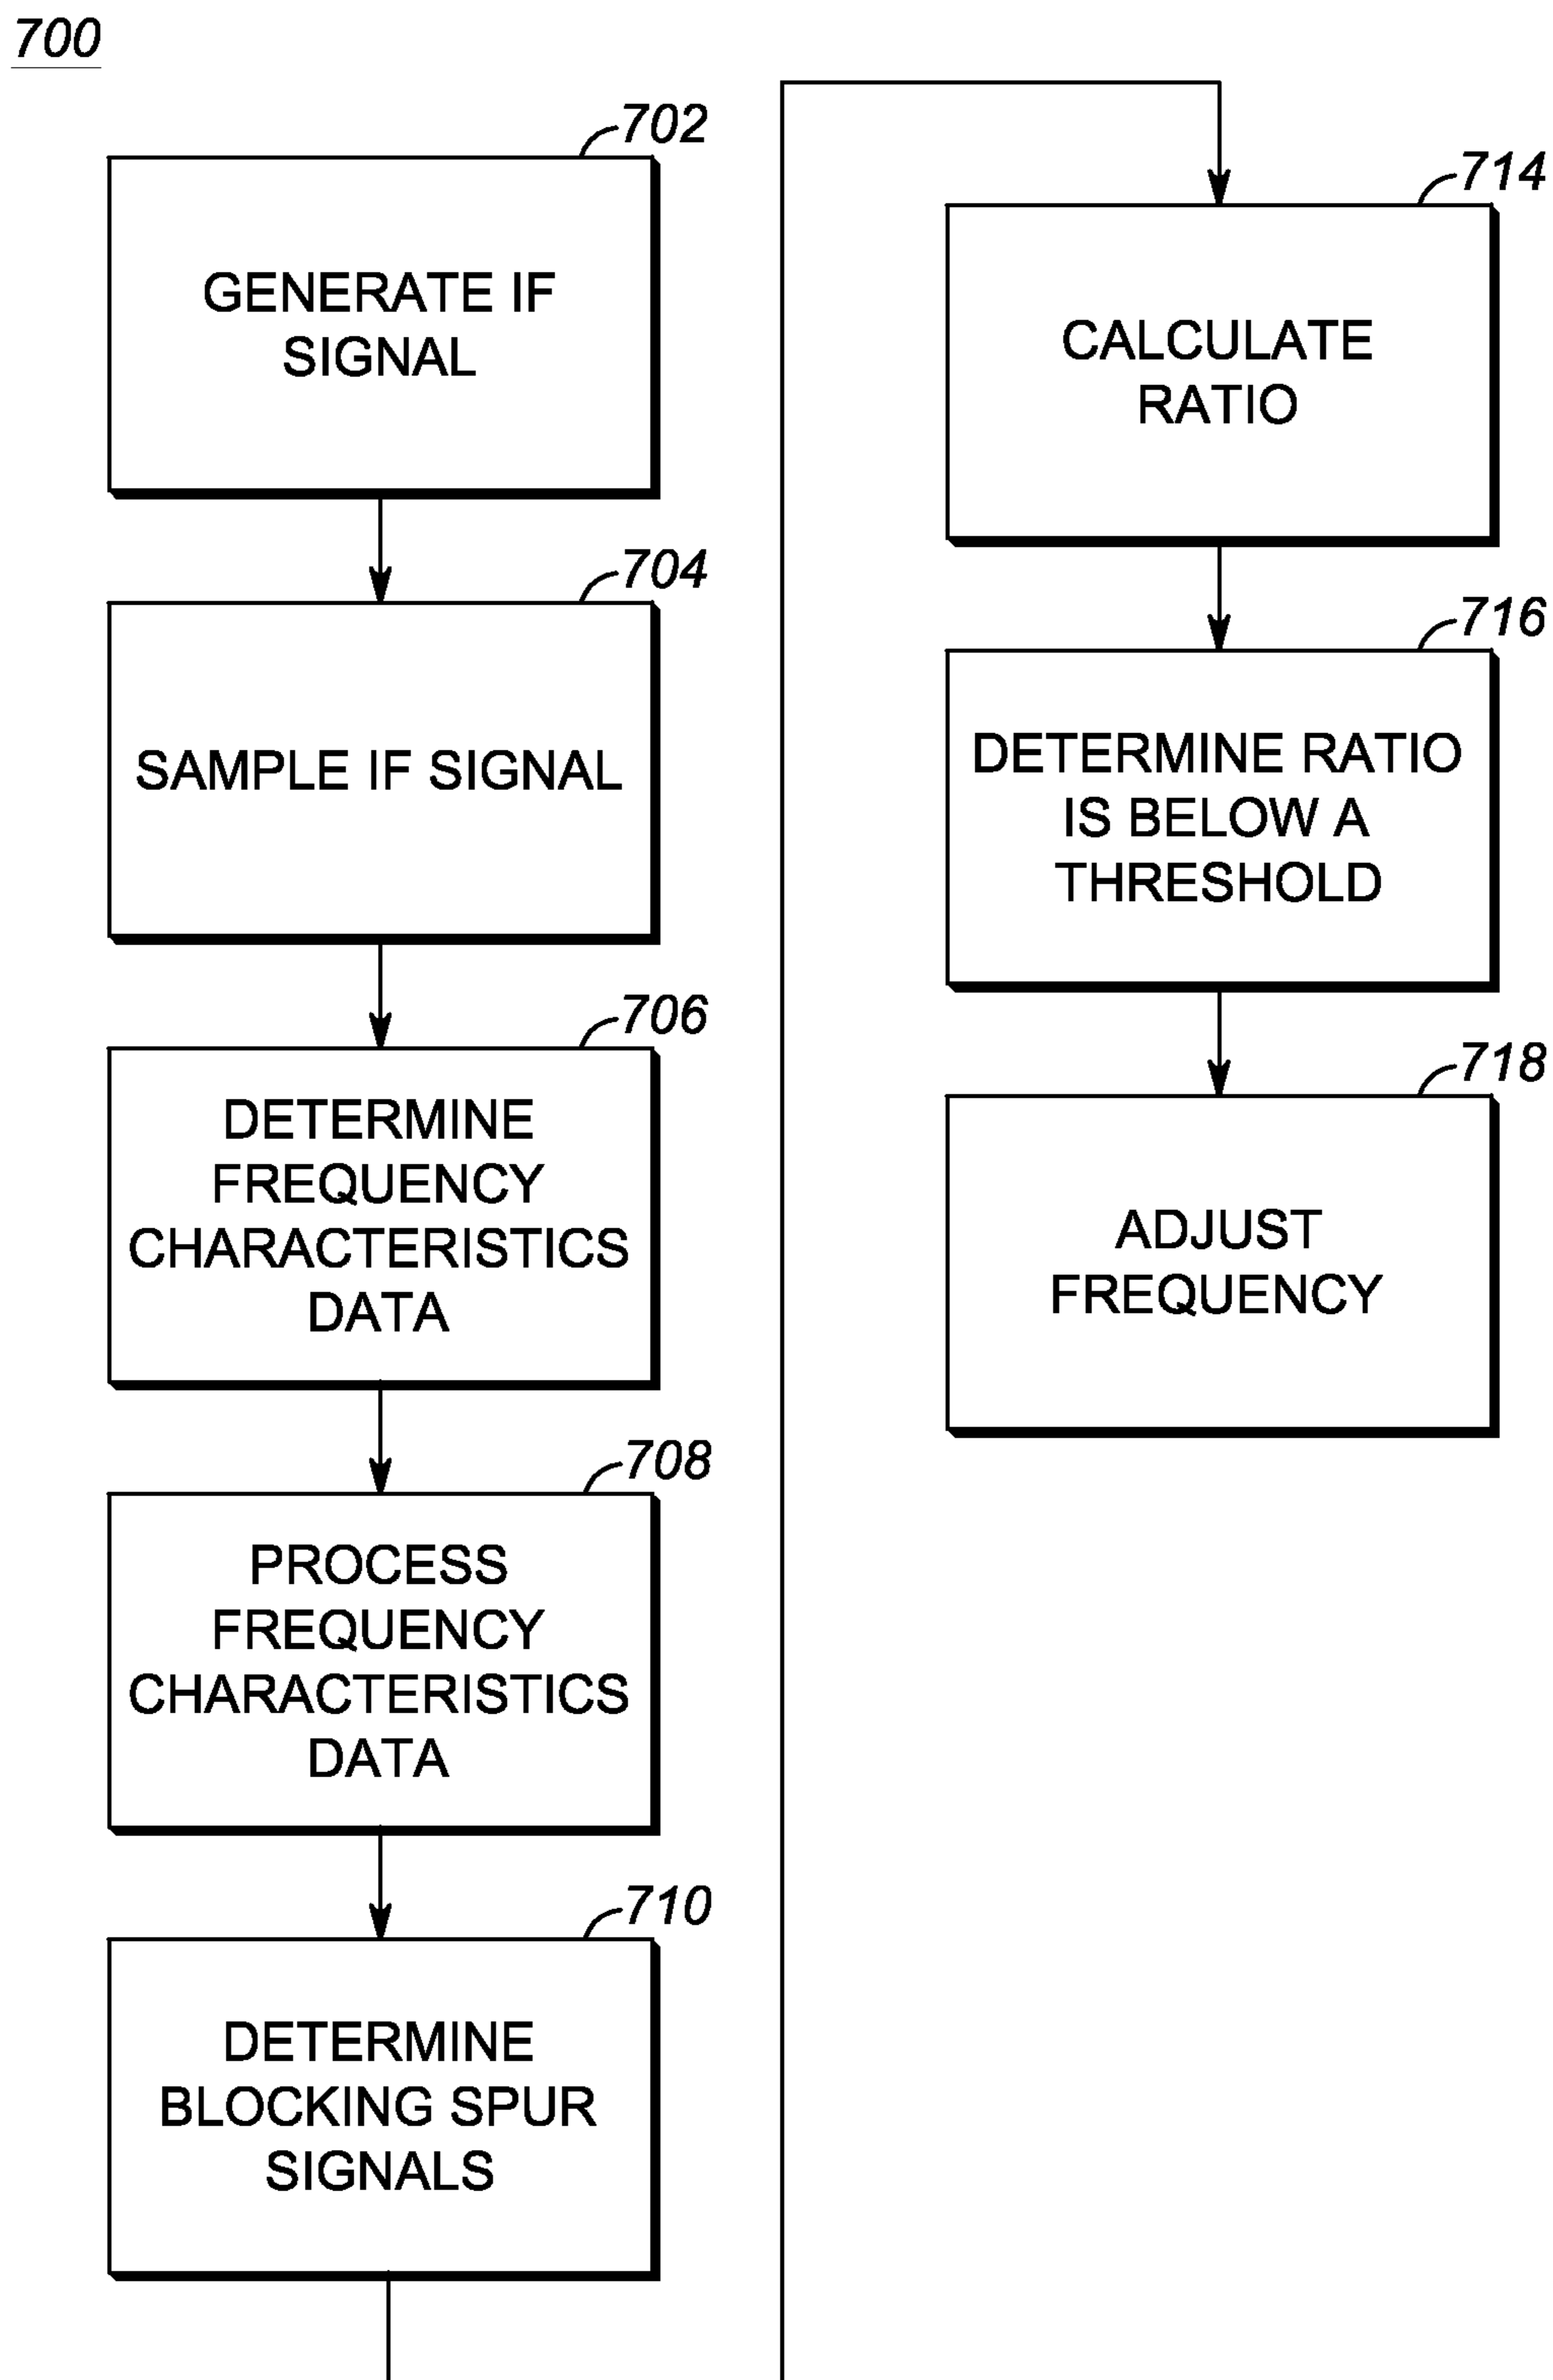 700
702
GENERATE IF
SIGNAL
704
SAMPLE IF SIGNAL
706
DETERMINE
FREQUENCY
CHARACTERISTICS
DATA
708
PROCESS
FREQUENCY
CHARACTERISTICS
DATA
710
DETERMINE
BLOCKING SPUR
SIGNALS
714
CALCULATE
RATIO
716
DETERMINE RATIO
IS BELOW A
THRESHOLD
718
ADJUST
FREQUENCY